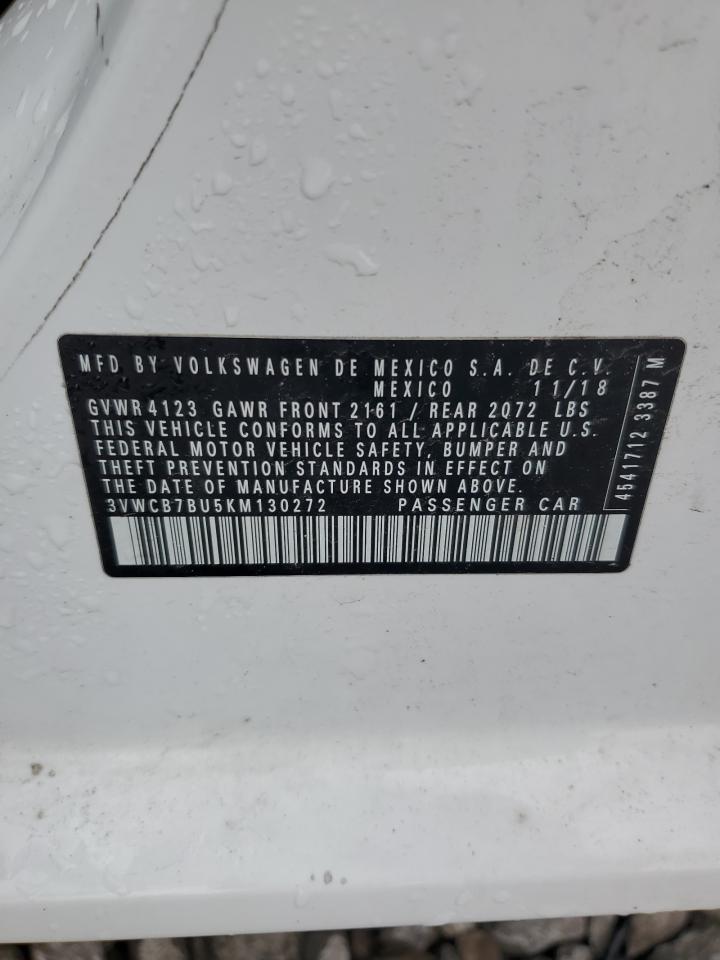 MFD BY VOLKSWAGEN DE MEXICO S.A. DE C.V.
MEXICO 11/18
GVWR 4123 GAWR FRONT 2161 / REAR 2072 LBS
THIS VEHICLE CONFORMS TO ALL APPLICABLE U.S.
FEDERAL MOTOR VEHICLE SAFETY, BUMPER AND
THEFT PREVENTION STANDARDS IN EFFECT ON
THE DATE OF MANUFACTURE SHOWN ABOVE.
3VWCB7BU5KM130272 PASSENGER CAR
4541712 3387 M